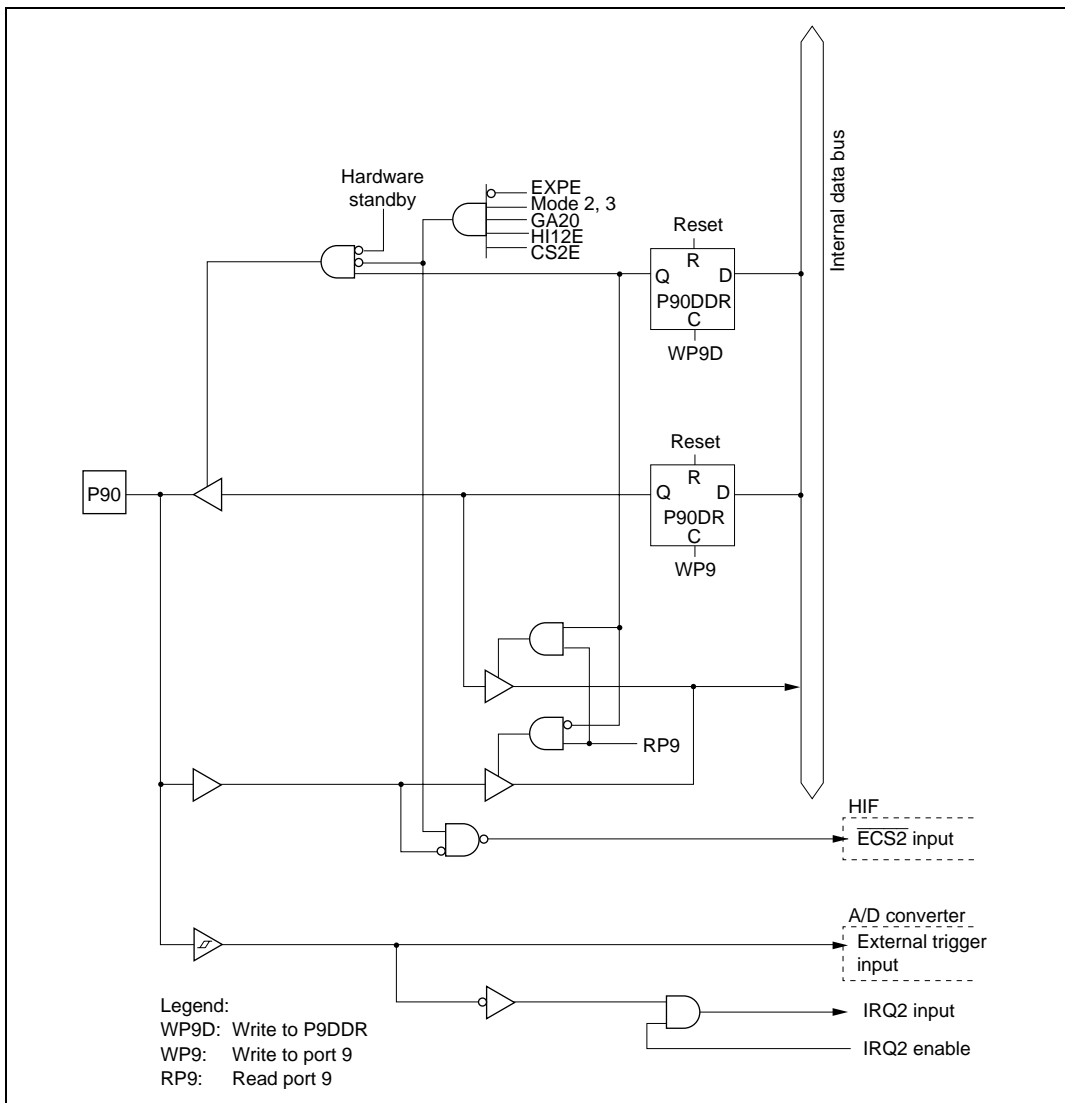 Hardware
standby
EXPE
Mode 2, 3
GA20
HI12E
CS2E
Internal data bus
Reset
R
Q
D
P90DDR
C
WP9D
Reset
R
Q
D
P90DR
C
WP9
P90
RP9
HIF
ECS2 input
A/D converter
External trigger
input
IRQ2 input
IRQ2 enable
Legend:
WP9D: Write to P9DDR
WP9: Write to port 9
RP9: Read port 9